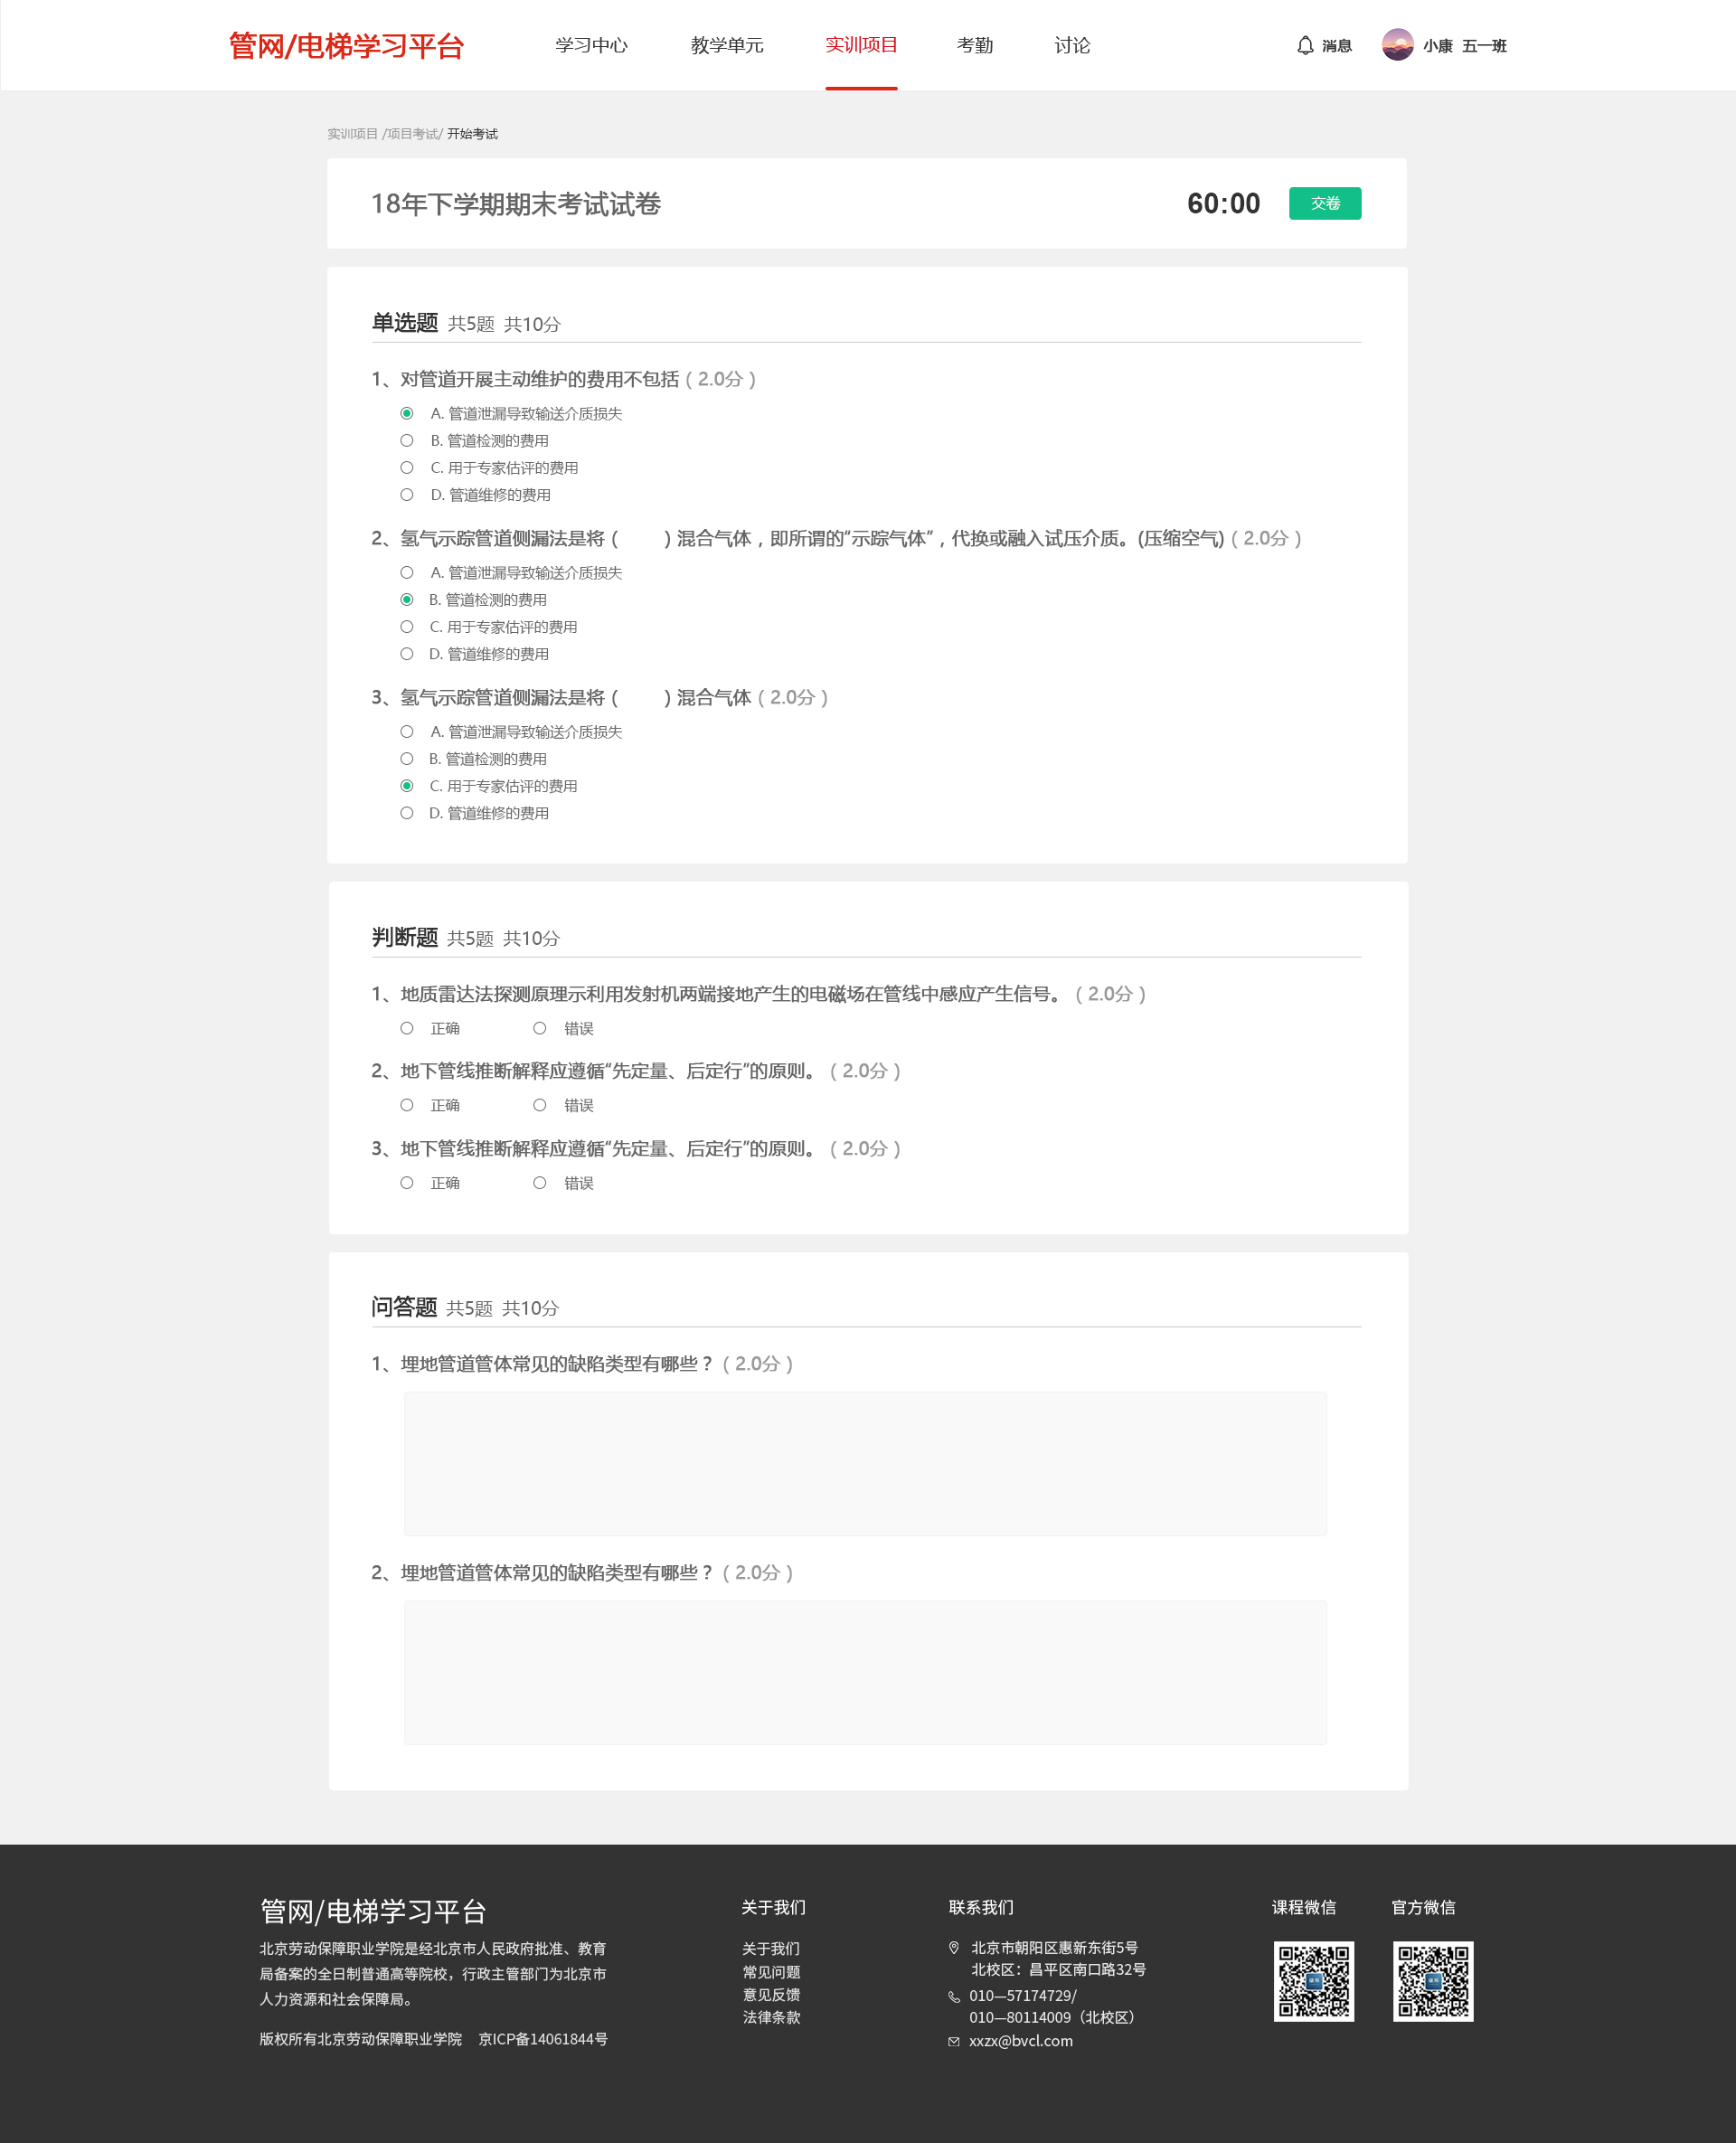 管网/电梯学习平台
学习中心 教学单元 实训项目 考勤 讨论 消息 小康 五一班
实训项目 /项目考试/ 开始考试
18年下学期期末考试试卷 60:00 交卷
单选题 共5题 共10分
1、对管道开展主动维护的费用不包括 ( 2.0分 )
A. 管道泄漏导致输送介质损失
B. 管道检测的费用
C. 用于专家估评的费用
D. 管道维修的费用
2、氢气示踪管道侧漏法是将 ( ) 混合气体，即所谓的“示踪气体”，代换或融入试压介质。(压缩空气) ( 2.0分 )
A. 管道泄漏导致输送介质损失
B. 管道检测的费用
C. 用于专家估评的费用
D. 管道维修的费用
3、氢气示踪管道侧漏法是将 ( ) 混合气体 ( 2.0分 )
A. 管道泄漏导致输送介质损失
B. 管道检测的费用
C. 用于专家估评的费用
D. 管道维修的费用
判断题 共5题 共10分
1、地质雷达法探测原理示利用发射机两端接地产生的电磁场在管线中感应产生信号。 ( 2.0分 )
正确 错误
2、地下管线推断解释应遵循“先定量、后定行”的原则。 ( 2.0分 )
正确 错误
3、地下管线推断解释应遵循“先定量、后定行”的原则。 ( 2.0分 )
正确 错误
问答题 共5题 共10分
1、埋地管道管体常见的缺陷类型有哪些？ ( 2.0分 )
2、埋地管道管体常见的缺陷类型有哪些？ ( 2.0分 )
管网/电梯学习平台
北京劳动保障职业学院是经北京市人民政府批准、教育
局备案的全日制普通高等院校，行政主管部门为北京市
人力资源和社会保障局。
版权所有北京劳动保障职业学院 京ICP备14061844号
关于我们
关于我们
常见问题
意见反馈
法律条款
联系我们
北京市朝阳区惠新东街5号
北校区：昌平区南口路32号
010—57174729/
010—80114009（北校区）
xxzx@bvcl.com
课程微信 官方微信